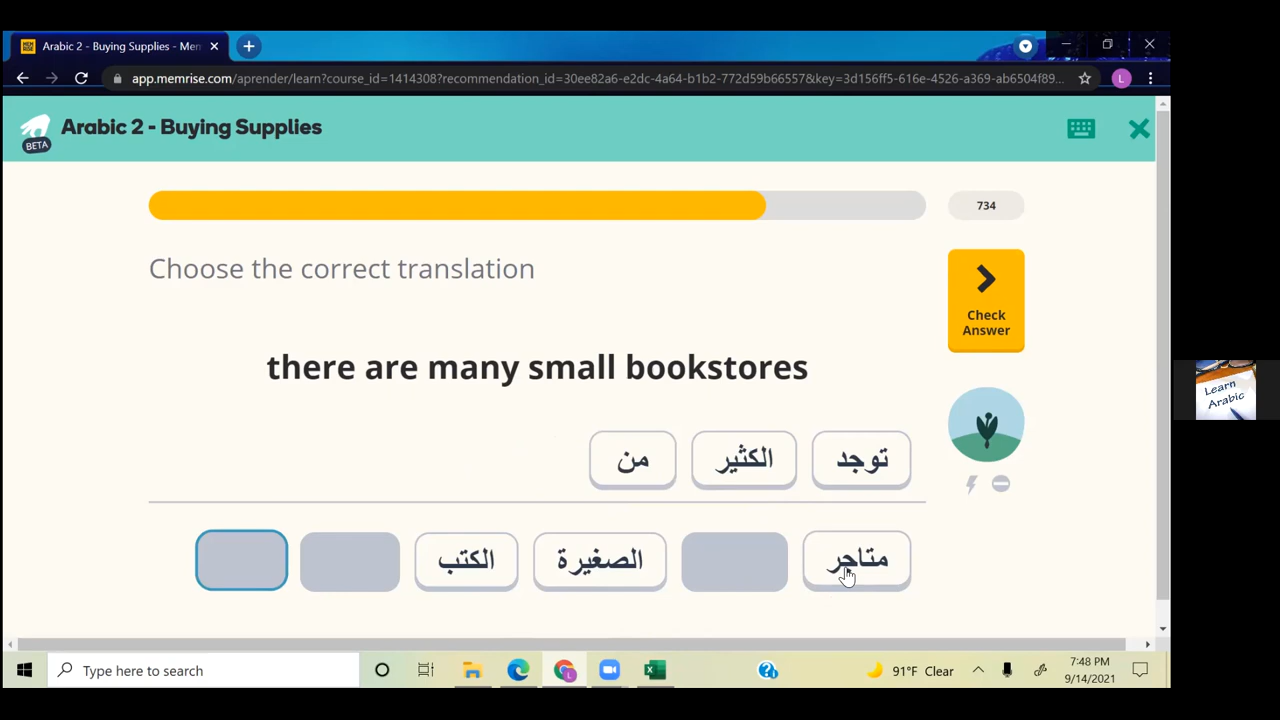 Arabic 2 - Buying Supplies - Mem
app.memrise.com/aprender/learn?course_id=1414308?recommendation_id=30ee82a6-e2dc-4a64-b1b2-772d59b66557&key=3d156ff5-616e-4526-a369-ab6504f89...
L
BETA
Arabic 2 - Buying Supplies
734
Choose the correct translation
Check
Answer
there are many small bookstores
توجد الكثير من
متاجر الصغيرة الكتب
Learn
Arabic
Type here to search
91°F Clear
7:48 PM
9/14/2021